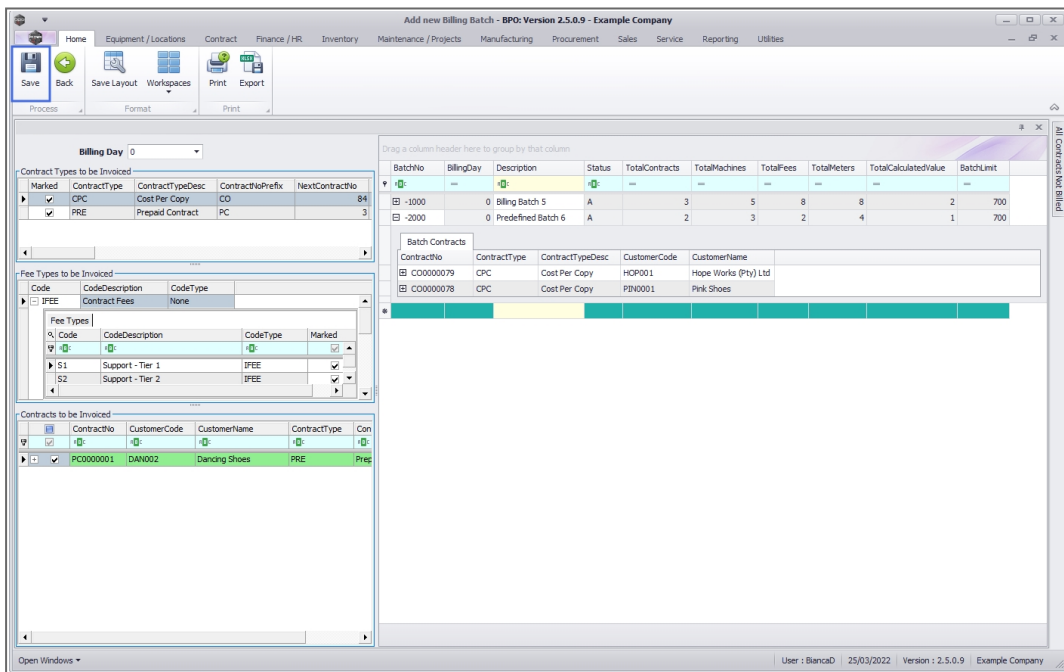 Add new Billing Batch - BPO: Version 2.5.0.9 - Example Company
Home Equipment / Locations Contract Finance / HR Inventory Maintenance / Projects Manufacturing Procurement Sales Service Reporting Utilities
Save Back Save Layout Workspaces Print Export
Process Format Print
Billing Day 0
Contract Types to be Invoiced
Marked ContractType ContractTypeDesc ContractNoPrefix NextContractNo
CPC Cost Per Copy CO 84
PRE Prepaid Contract PC 3
Fee Types to be Invoiced
Code CodeDescription CodeType
IFEE Contract Fees None
Fee Types
Code CodeDescription CodeType Marked
S1 Support - Tier 1 IFEE
S2 Support - Tier 2 IFEE
Contracts to be Invoiced
ContractNo CustomerCode CustomerName ContractType Con
PC0000001 DAN002 Dancing Shoes PRE Prep
Drag a column header here to group by that column
BatchNo BillingDay Description Status TotalContracts TotalMachines TotalFees TotalMeters TotalCalculatedValue BatchLimit
= = = = = = =
-1000 0 Billing Batch 5 A 3 5 8 8 2 700
-2000 0 Predefined Batch 6 A 2 3 2 4 1 700
Batch Contracts
ContractNo ContractType ContractTypeDesc CustomerCode CustomerName
CO0000079 CPC Cost Per Copy HOP001 Hope Works (Pty) Ltd
CO0000078 CPC Cost Per Copy PIN0001 Pink Shoes
All Contracts Not Billed
Open Windows User : BiancaD 25/03/2022 Version : 2.5.0.9 Example Company